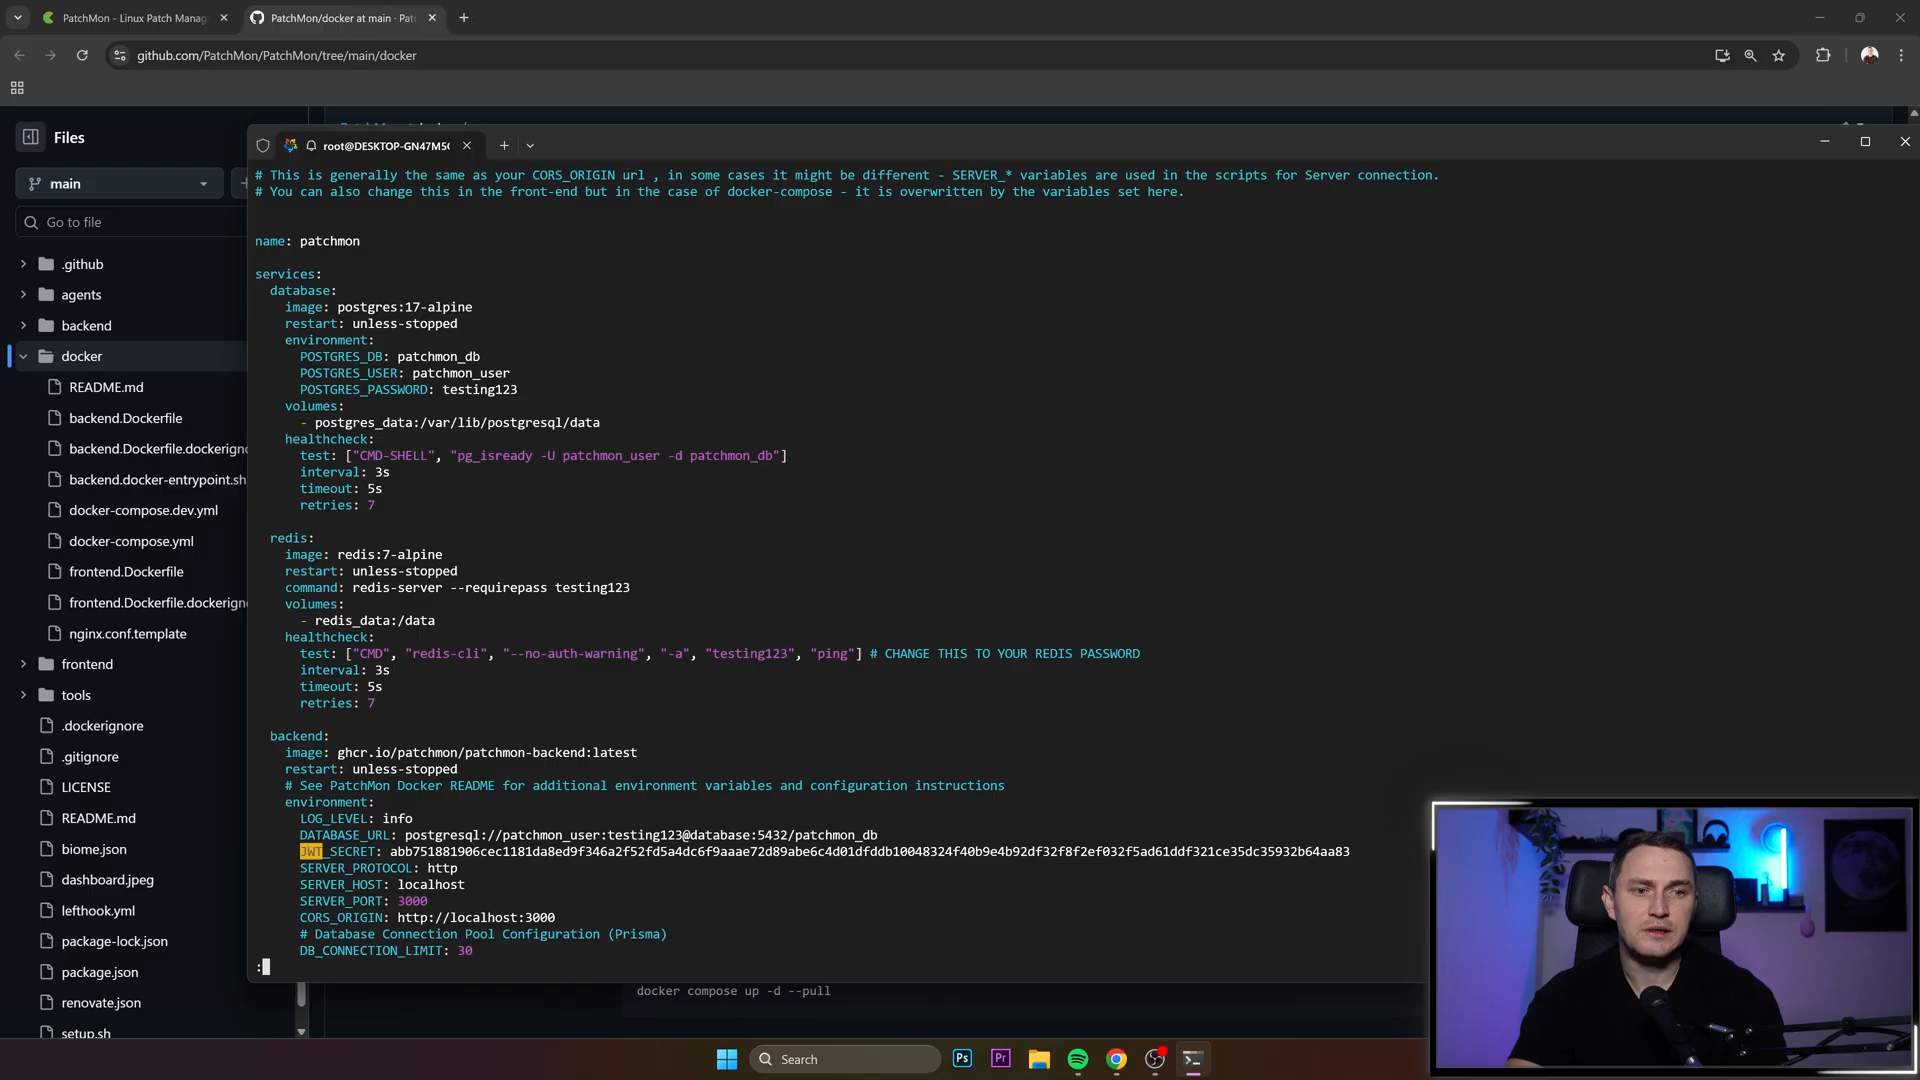 PatchMon - Linux Patch Manag
PatchMon/docker at main · Pat
github.com/PatchMon/PatchMon/tree/main/docker
Files
main
Go to file
.github
agents
backend
docker
README.md
backend.Dockerfile
backend.Dockerfile.dockerigno
backend.docker-entrypoint.sh
docker-compose.dev.yml
docker-compose.yml
frontend.Dockerfile
frontend.Dockerfile.dockerigno
nginx.conf.template
frontend
tools
.dockerignore
.gitignore
LICENSE
README.md
biome.json
dashboard.jpeg
lefthook.yml
package-lock.json
package.json
renovate.json
setup.sh
root@DESKTOP-GN47M5
# This is generally the same as your CORS_ORIGIN url , in some cases it might be different - SERVER_* variables are used in the scripts for Server connection.
# You can also change this in the front-end but in the case of docker-compose - it is overwritten by the variables set here.
name: patchmon
services:
database:
image: postgres:17-alpine
restart: unless-stopped
environment:
POSTGRES_DB: patchmon_db
POSTGRES_USER: patchmon_user
POSTGRES_PASSWORD: testing123
volumes:
- postgres_data:/var/lib/postgresql/data
healthcheck:
test: ["CMD-SHELL", "pg_isready -U patchmon_user -d patchmon_db"]
interval: 3s
timeout: 5s
retries: 7
redis:
image: redis:7-alpine
restart: unless-stopped
command: redis-server --requirepass testing123
volumes:
- redis_data:/data
healthcheck:
test: ["CMD", "redis-cli", "--no-auth-warning", "-a", "testing123", "ping"] # CHANGE THIS TO YOUR REDIS PASSWORD
interval: 3s
timeout: 5s
retries: 7
backend:
image: ghcr.io/patchmon/patchmon-backend:latest
restart: unless-stopped
# See PatchMon Docker README for additional environment variables and configuration instructions
environment:
LOG_LEVEL: info
DATABASE_URL: postgresql://patchmon_user:testing123@database:5432/patchmon_db
JWT_SECRET: abb751881906cec1181da8ed9f346a2f52fd5a4dc6f9aaae72d89abe6c4d01dfddb10048324f40b9e4b92df32f8f2ef032f5ad61ddf321ce35dc35932b64aa83
SERVER_PROTOCOL: http
SERVER_HOST: localhost
SERVER_PORT: 3000
CORS_ORIGIN: http://localhost:3000
# Database Connection Pool Configuration (Prisma)
DB_CONNECTION_LIMIT: 30
:
docker compose up -d --pull
Search
Ps
Pr